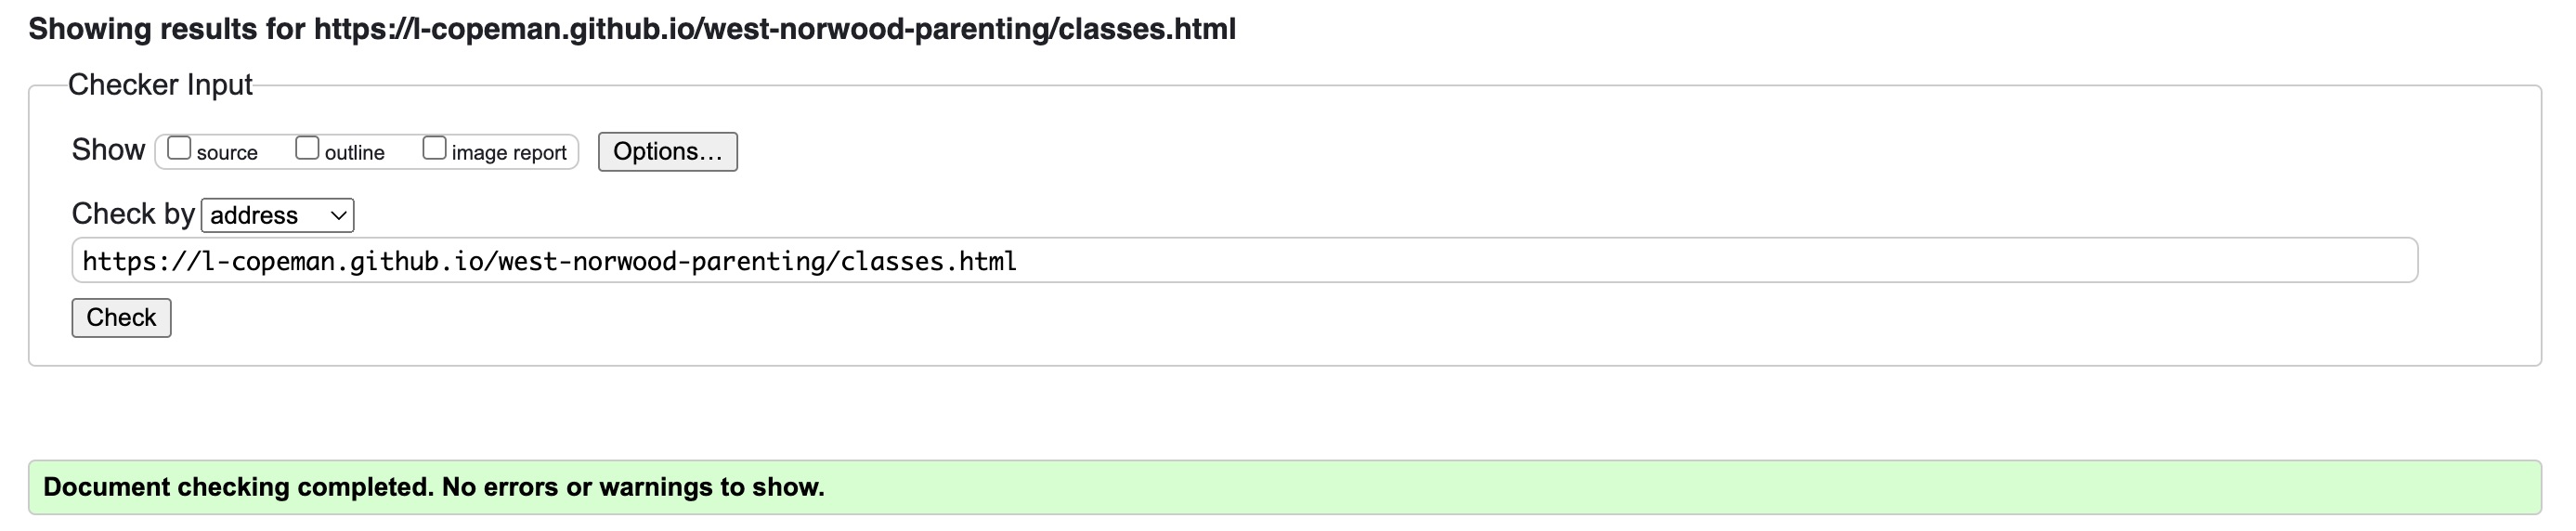 Showing results for https://l-copeman.github.io/west-norwood-parenting/classes.html
Checker Input
Show source outline image report Options...
Check by address
https://l-copeman.github.io/west-norwood-parenting/classes.html
Check
Document checking completed. No errors or warnings to show.